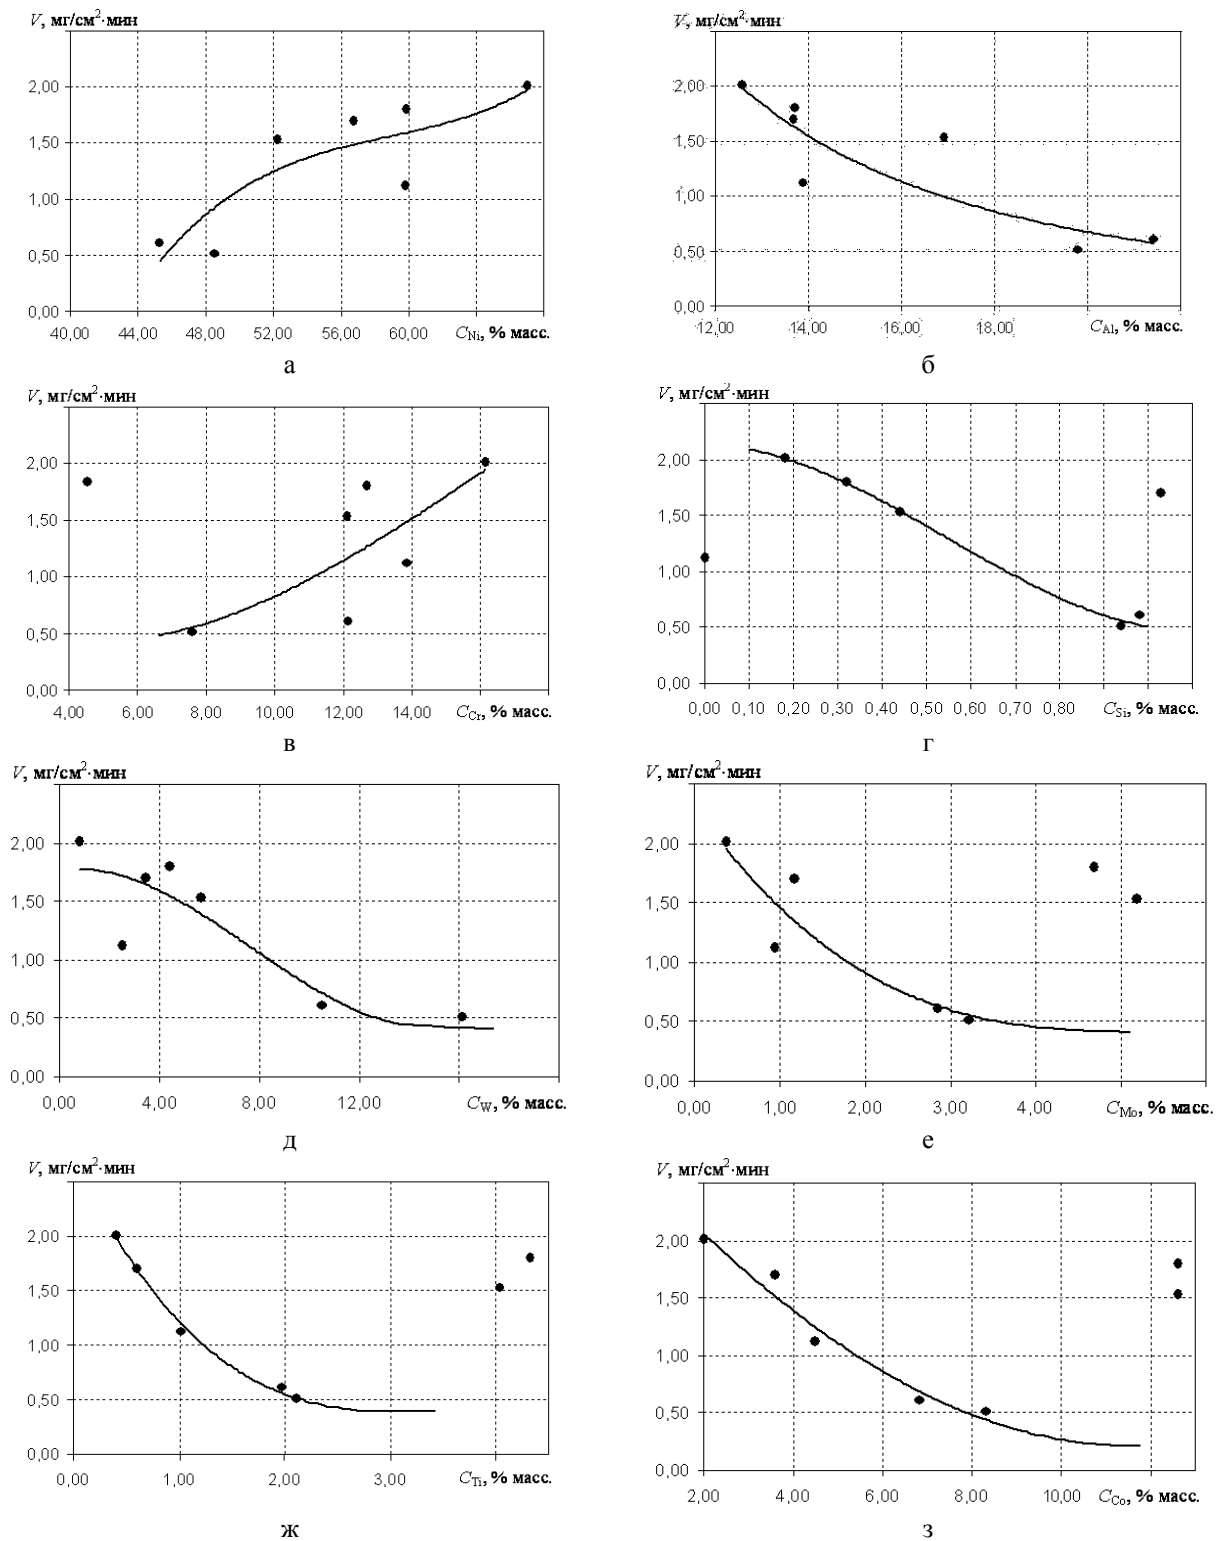 V, мг/см²·мин
2,00
1,50
1,00
0,50
0,00
40,00 44,00 48,00 52,00 56,00 60,00 C_Ni, % масс.
а
V, мг/см²·мин
2,00
1,50
1,00
0,50
0,00
12,00 14,00 16,00 18,00 C_Al, % масс.
б
V, мг/см²·мин
2,00
1,50
1,00
0,50
0,00
4,00 6,00 8,00 10,00 12,00 14,00 C_Cr, % масс.
в
V, мг/см²·мин
2,00
1,50
1,00
0,50
0,00
0,00 0,10 0,20 0,30 0,40 0,50 0,60 0,70 0,80 C_Si, % масс.
г
V, мг/см²·мин
2,00
1,50
1,00
0,50
0,00
0,00 4,00 8,00 12,00 C_W, % масс.
д
V, мг/см²·мин
2,00
1,50
1,00
0,50
0,00
0,00 1,00 2,00 3,00 4,00 C_Mo, % масс.
е
V, мг/см²·мин
2,00
1,50
1,00
0,50
0,00
0,00 1,00 2,00 3,00 C_Ti, % масс.
ж
V, мг/см²·мин
2,00
1,50
1,00
0,50
0,00
2,00 4,00 6,00 8,00 10,00 C_Co, % масс.
з